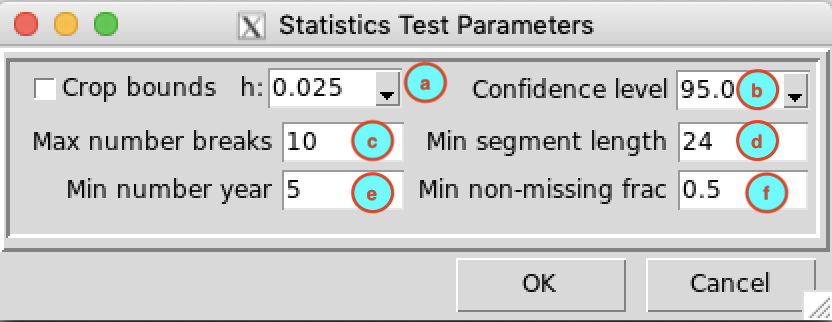 Statistics Test Parameters
Crop bounds h: 0.025 a Confidence level 95.0 b
Max number breaks 10 c Min segment length 24 d
Min number year 5 e Min non-missing frac 0.5 f
OK Cancel